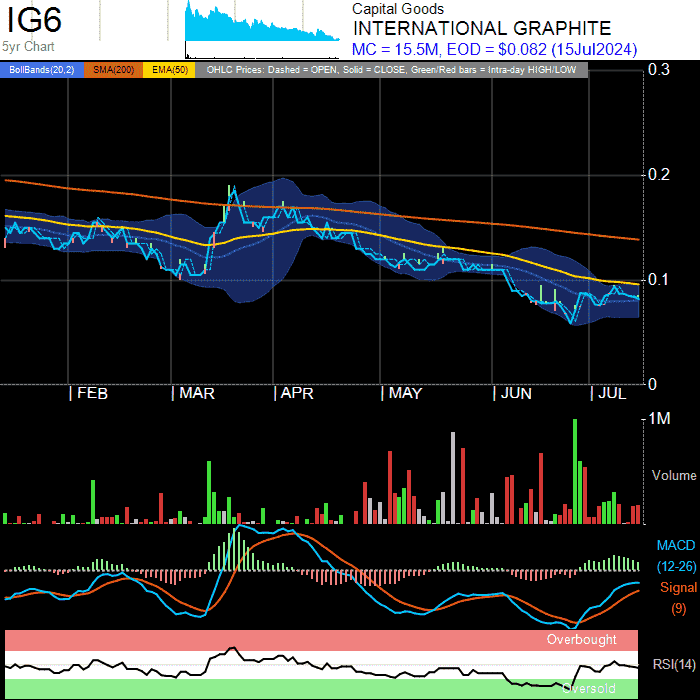 IG6
5yr Chart
Capital Goods
INTERNATIONAL GRAPHITE
MC = 15.5M, EOD = $0.082 (15Jul2024)
BollBands(20,2) SMA(200) EMA(50) OHLC Prices: Dashed = OPEN, Solid = CLOSE, Green/Red bars = Intra-day HIGH/LOW
0.3
0.2
0.1
0
FEB MAR APR MAY JUN JUL
1M
Volume
MACD
(12-26)
Signal
(9)
Overbought
RSI(14)
Oversold